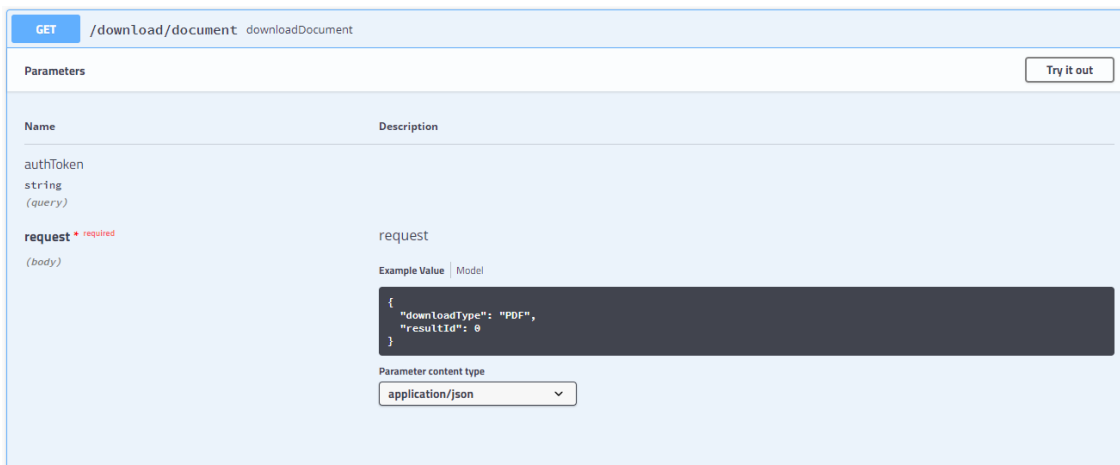 GET /download/document downloadDocument
Parameters Try it out
Name Description
authToken
string
(query)
request * required request
(body)
Example Value Model
{
"downloadType": "PDF",
"resultId": 0
}
Parameter content type
application/json